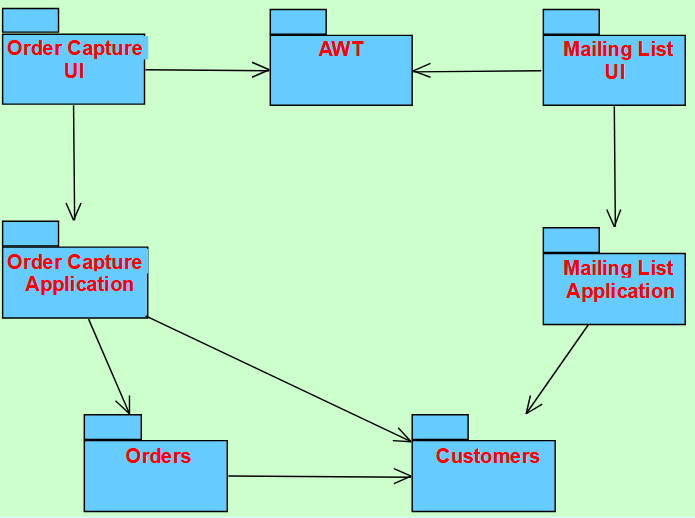 Order Capture
UI
AWT
Mailing List
UI
Order Capture
Application
Mailing List
Application
Orders
Customers